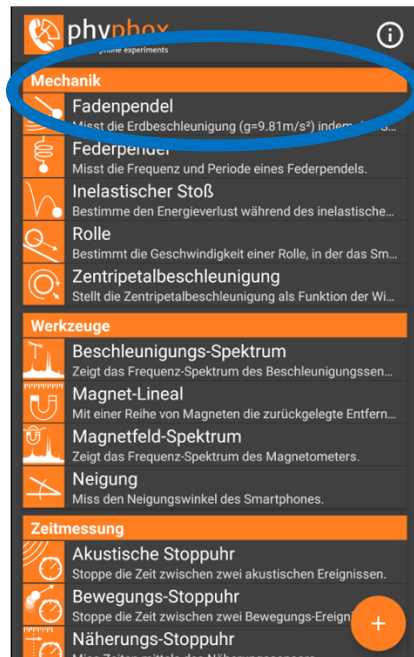 phyphox
phone experiments
Mechanik
Fadenpendel
Misst die Erdbeschleunigung (g=9.81m/s²) indem
Federpendel
Misst die Frequenz und Periode eines Federpendels.
Inelastischer Stoß
Bestimme den Energieverlust während des inelastische...
Rolle
Bestimmt die Geschwindigkeit einer Rolle, in der das Sm...
Zentripetalbeschleunigung
Stellt die Zentripetalbeschleunigung als Funktion der Wi...
Werkzeuge
Beschleunigungs-Spektrum
Zeigt das Frequenz-Spektrum des Beschleunigungssen...
Magnet-Lineal
Mit einer Reihe von Magneten die zurückgelegte Entfern...
Magnetfeld-Spektrum
Zeigt das Frequenz-Spektrum des Magnetometers.
Neigung
Miss den Neigungswinkel des Smartphones.
Zeitmessung
Akustische Stoppuhr
Stoppe die Zeit zwischen zwei akustischen Ereignissen.
Bewegungs-Stoppuhr
Stoppe die Zeit zwischen zwei Bewegungs-Ereign
Näherungs-Stoppuhr